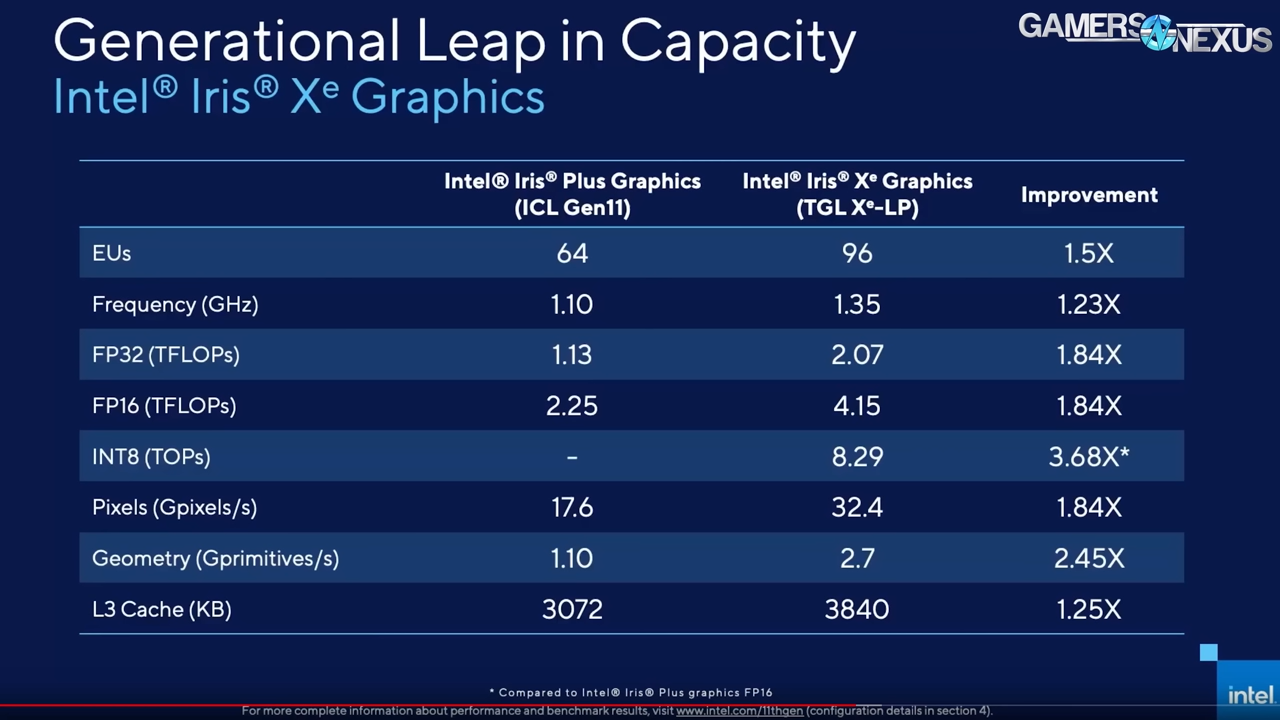 Generational Leap in Capacity
GAMERS NEXUS
Intel® Iris® Xᵉ Graphics
Intel® Iris® Plus Graphics (ICL Gen11) Intel® Iris® Xᵉ Graphics (TGL Xᵉ-LP) Improvement
EUs 64 96 1.5X
Frequency (GHz) 1.10 1.35 1.23X
FP32 (TFLOPs) 1.13 2.07 1.84X
FP16 (TFLOPs) 2.25 4.15 1.84X
INT8 (TOPs) – 8.29 3.68X*
Pixels (Gpixels/s) 17.6 32.4 1.84X
Geometry (Gprimitives/s) 1.10 2.7 2.45X
L3 Cache (KB) 3072 3840 1.25X
* Compared to Intel® Iris® Plus graphics FP16
For more complete information about performance and benchmark results, visit www.intel.com/11thgen (configuration details in section 4).
intel